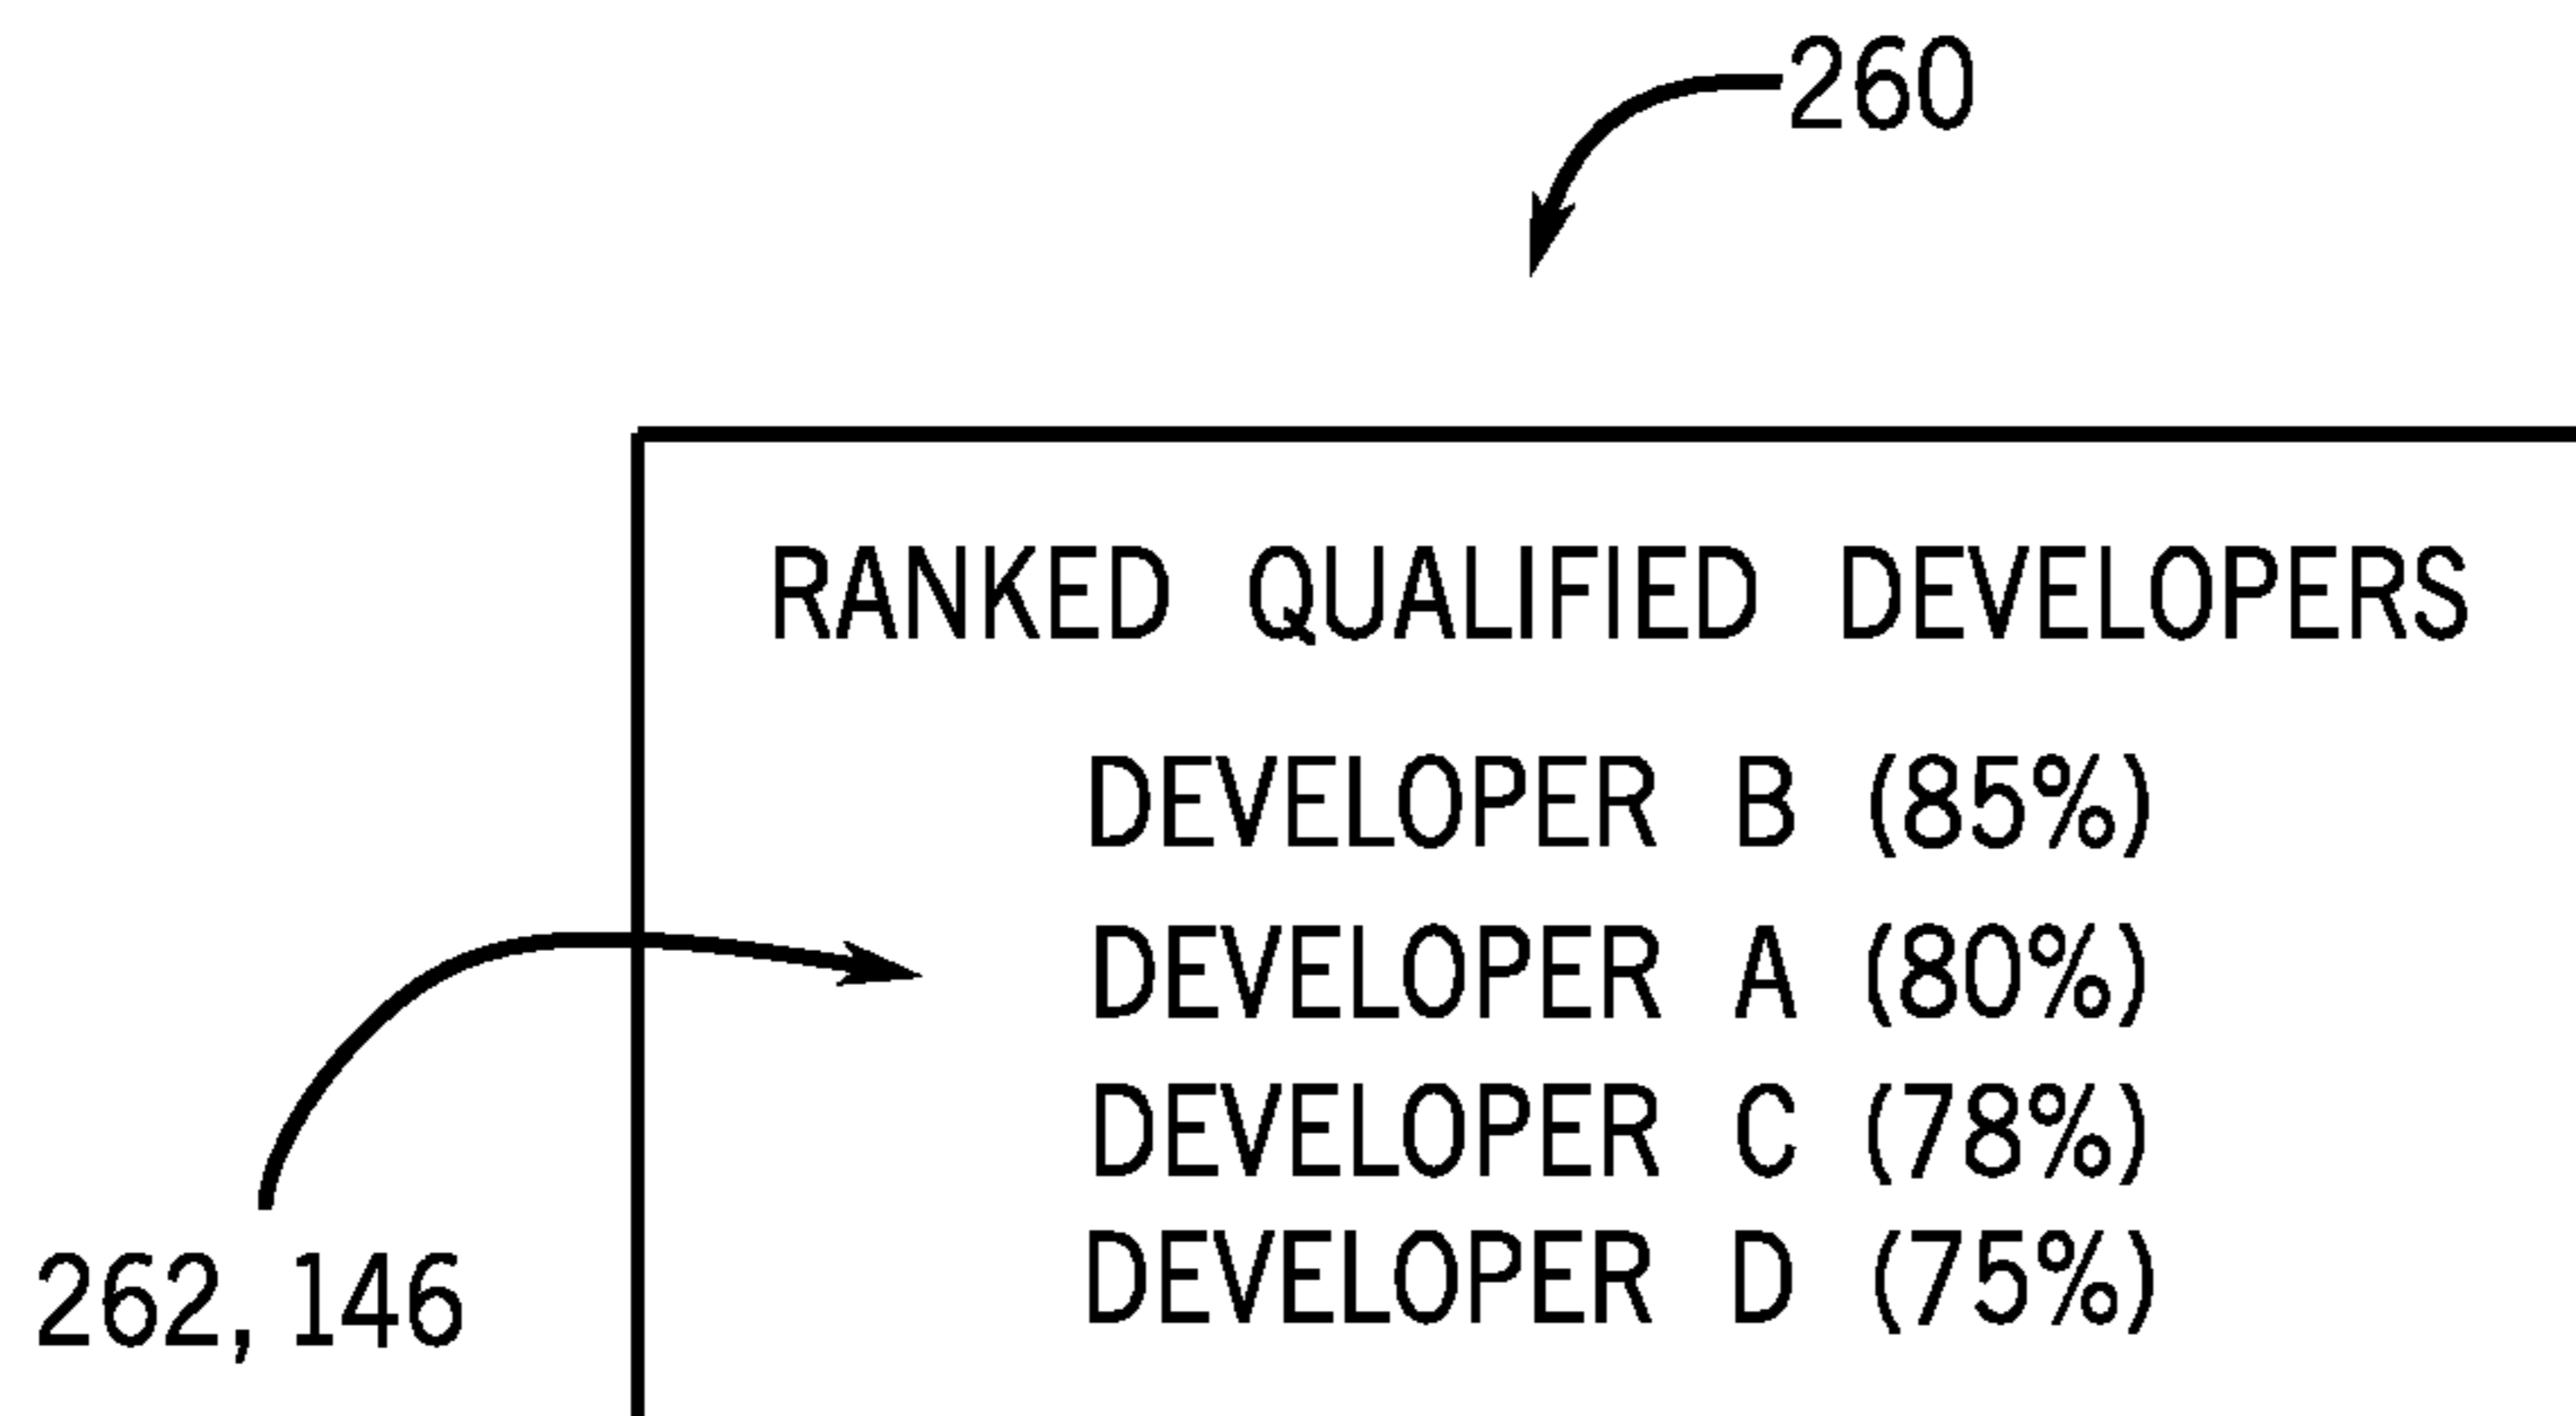 260
RANKED QUALIFIED DEVELOPERS
DEVELOPER B (85%)
DEVELOPER A (80%)
DEVELOPER C (78%)
DEVELOPER D (75%)
262, 146